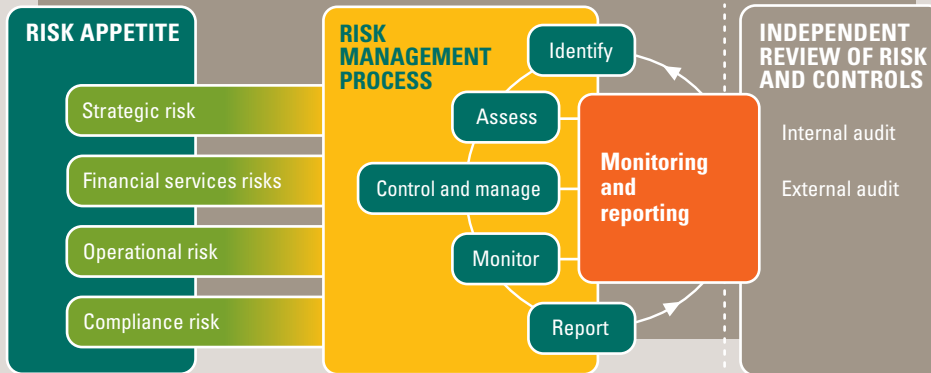 RISK APPETITE
Strategic risk
Financial services risks
Operational risk
Compliance risk
RISK
MANAGEMENT
PROCESS
Identify
Assess
Control and manage
Monitor
Report
Monitoring
and
reporting
INDEPENDENT
REVIEW OF RISK
AND CONTROLS
Internal audit
External audit